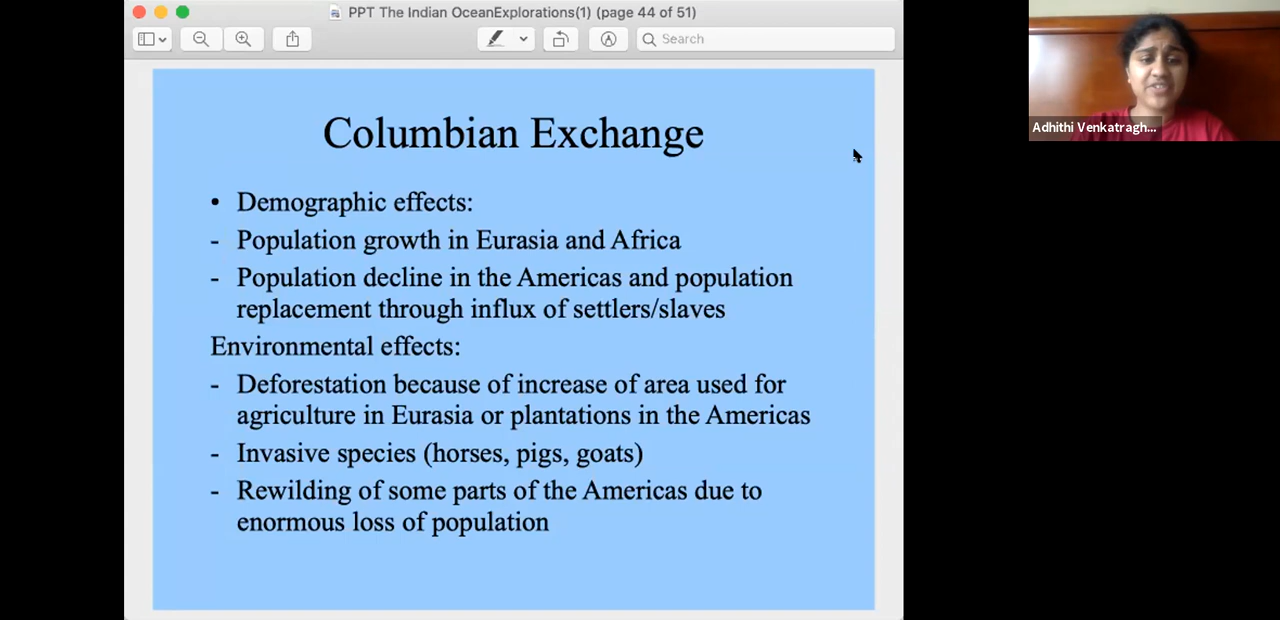 PPT The Indian OceanExplorations(1) (page 44 of 51)
Search
Columbian Exchange
• Demographic effects:
- Population growth in Eurasia and Africa
- Population decline in the Americas and population
replacement through influx of settlers/slaves
Environmental effects:
- Deforestation because of increase of area used for
agriculture in Eurasia or plantations in the Americas
- Invasive species (horses, pigs, goats)
- Rewilding of some parts of the Americas due to
enormous loss of population
Adhithi Venkatragh...